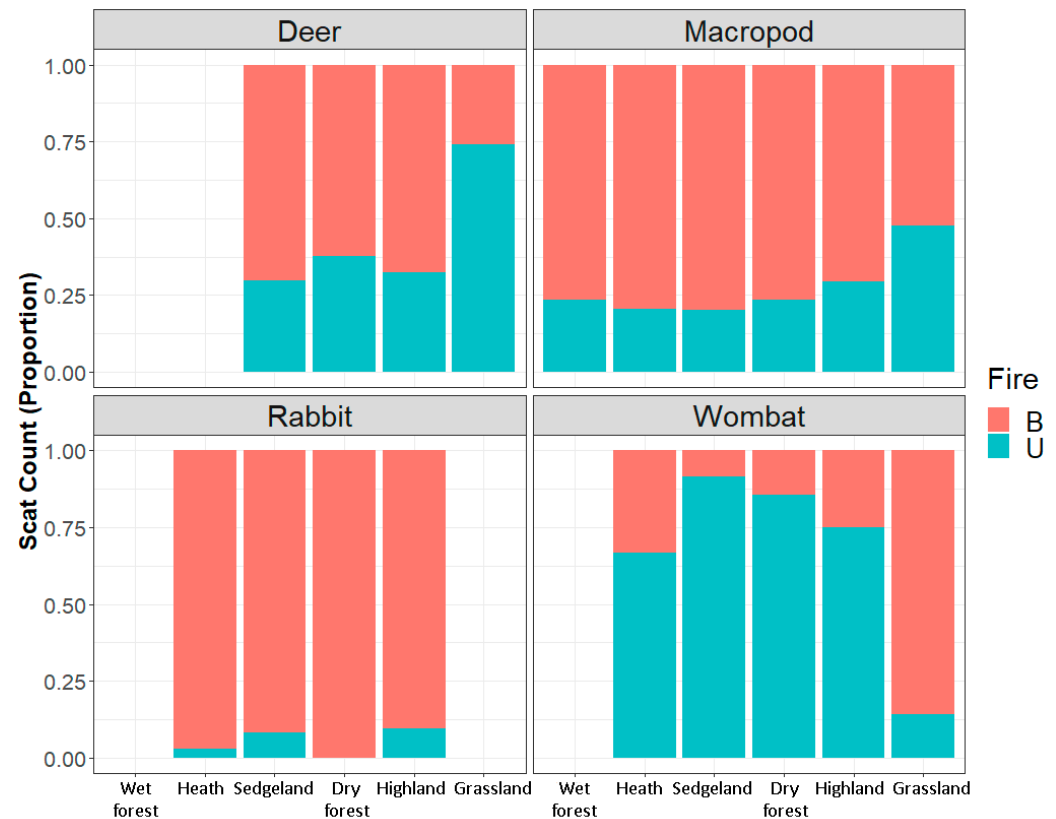 Deer
Macropod
1.00
0.75
0.50
0.25
0.00
Scat Count (Proportion)
Rabbit
Wombat
1.00
0.75
0.50
0.25
0.00
Wet forest
Heath
Sedgeland
Dry forest
Highland
Grassland
Wet forest
Heath
Sedgeland
Dry forest
Highland
Grassland
Fire
B
U